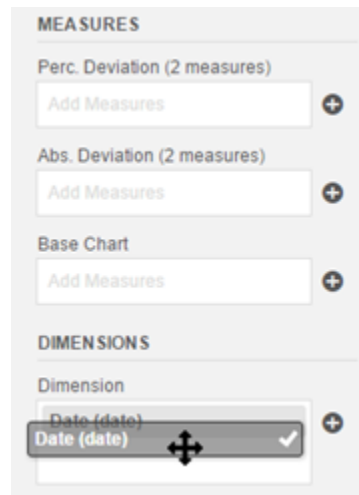 MEASURES
Perc. Deviation (2 measures)
Add Measures
Abs. Deviation (2 measures)
Add Measures
Base Chart
Add Measures
DIMENSIONS
Dimension
Date (date)
Date (date)